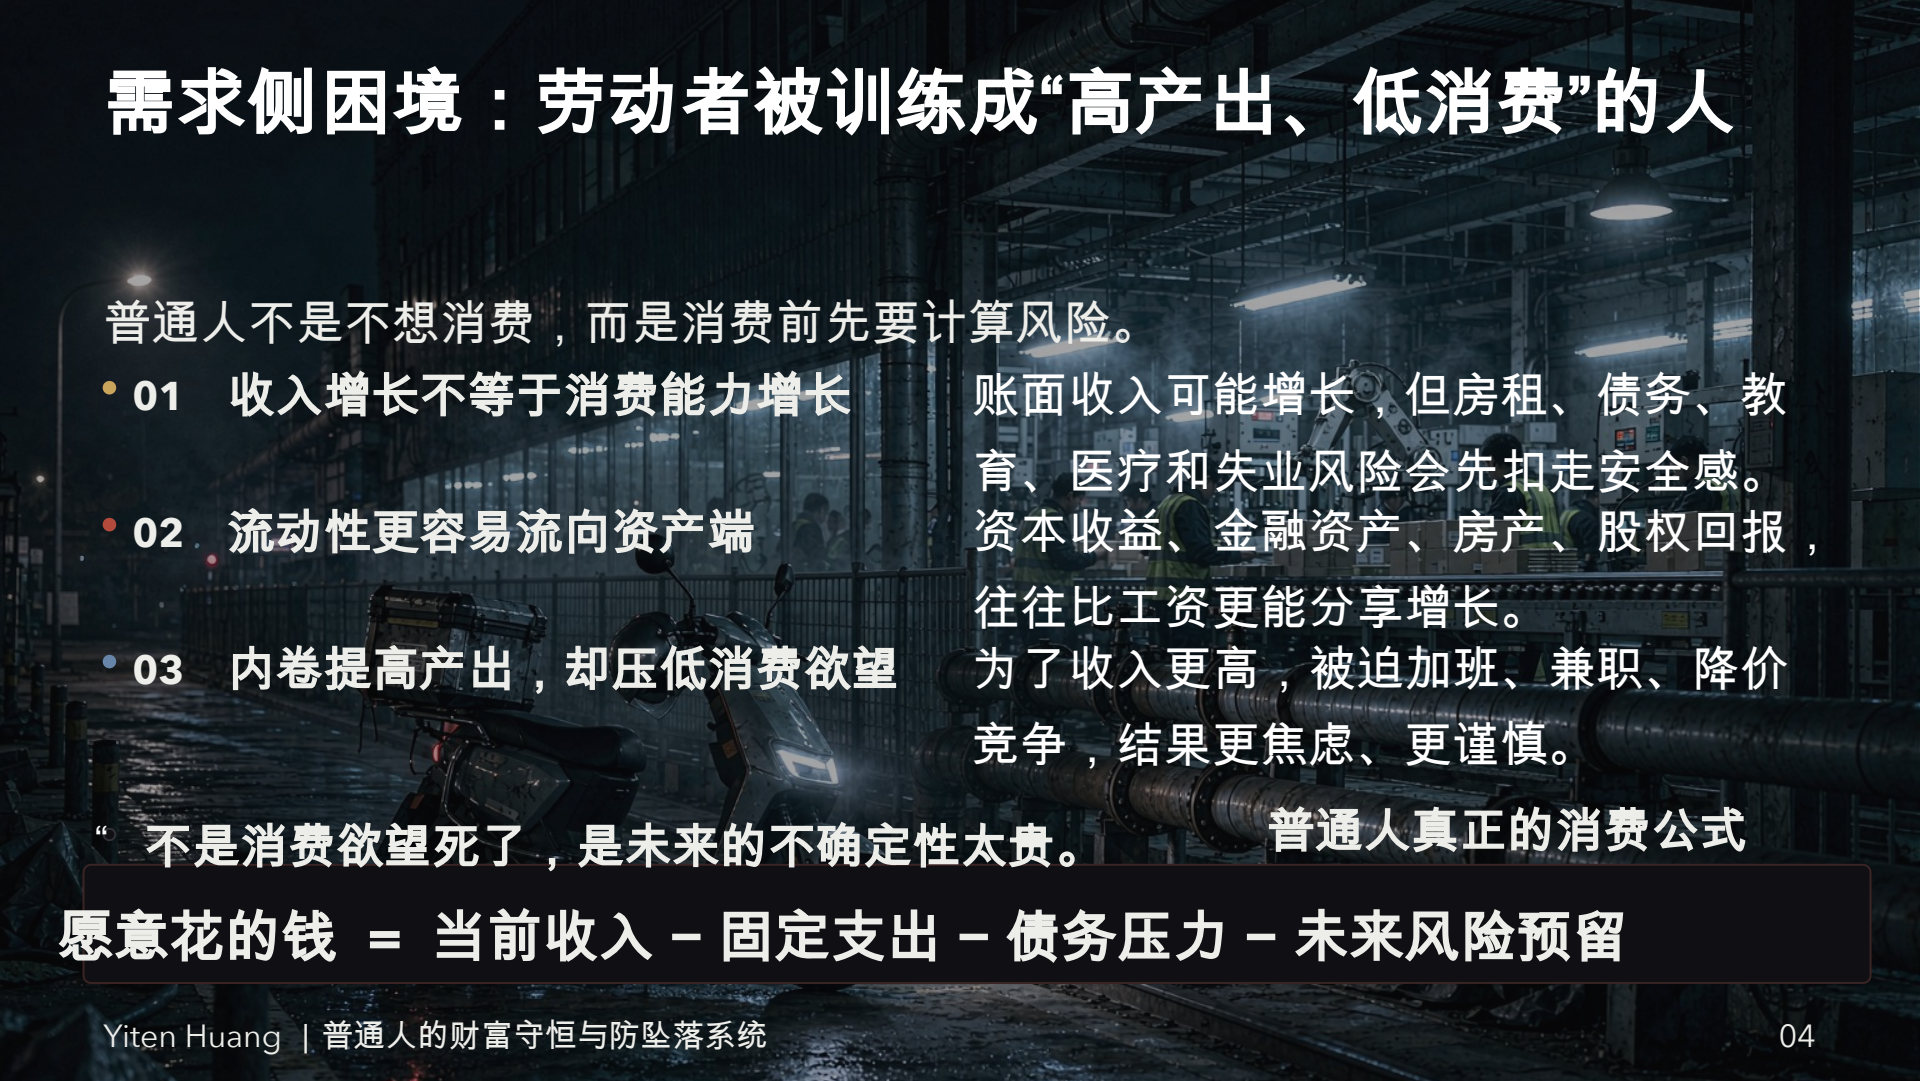 需求侧困境：劳动者被训练成“高产出、低消费”的人
普通人不是不想消费，而是消费前先要计算风险。
01 收入增长不等于消费能力增长
账面收入可能增长，但房租、债务、教
育、医疗和失业风险会先扣走安全感。
02 流动性更容易流向资产端
资本收益、金融资产、房产、股权回报，
往往比工资更能分享增长。
03 内卷提高产出，却压低消费欲望
为了收入更高，被迫加班、兼职、降价
竞争，结果更焦虑、更谨慎。
“ 不是消费欲望死了，是未来的不确定性太贵。
普通人真正的消费公式
愿意花的钱 = 当前收入 − 固定支出 − 债务压力 − 未来风险预留
Yiten Huang ｜普通人的财富守恒与防坠落系统
04